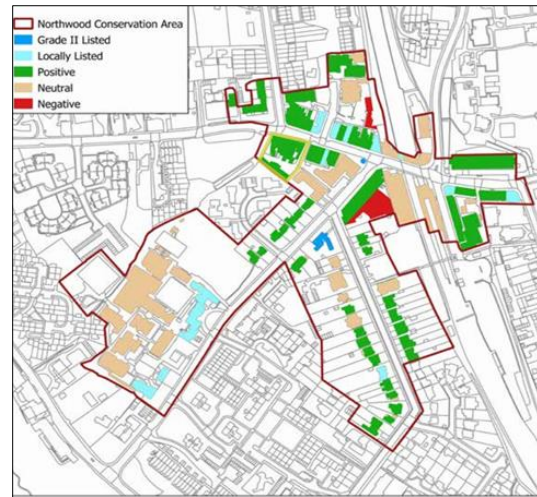 Northwood Conservation Area
Grade II Listed
Locally Listed
Positive
Neutral
Negative